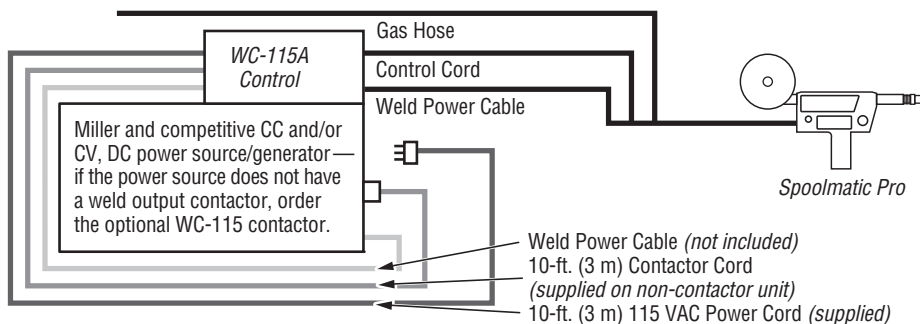 Gas Hose
WC-115A
Control
Control Cord
Weld Power Cable
Miller and competitive CC and/or
CV, DC power source/generator—
if the power source does not have
a weld output contactor, order
the optional WC-115 contactor.
Spoolmatic Pro
Weld Power Cable (not included)
10-ft. (3 m) Contactor Cord
(supplied on non-contactor unit)
10-ft. (3 m) 115 VAC Power Cord (supplied)